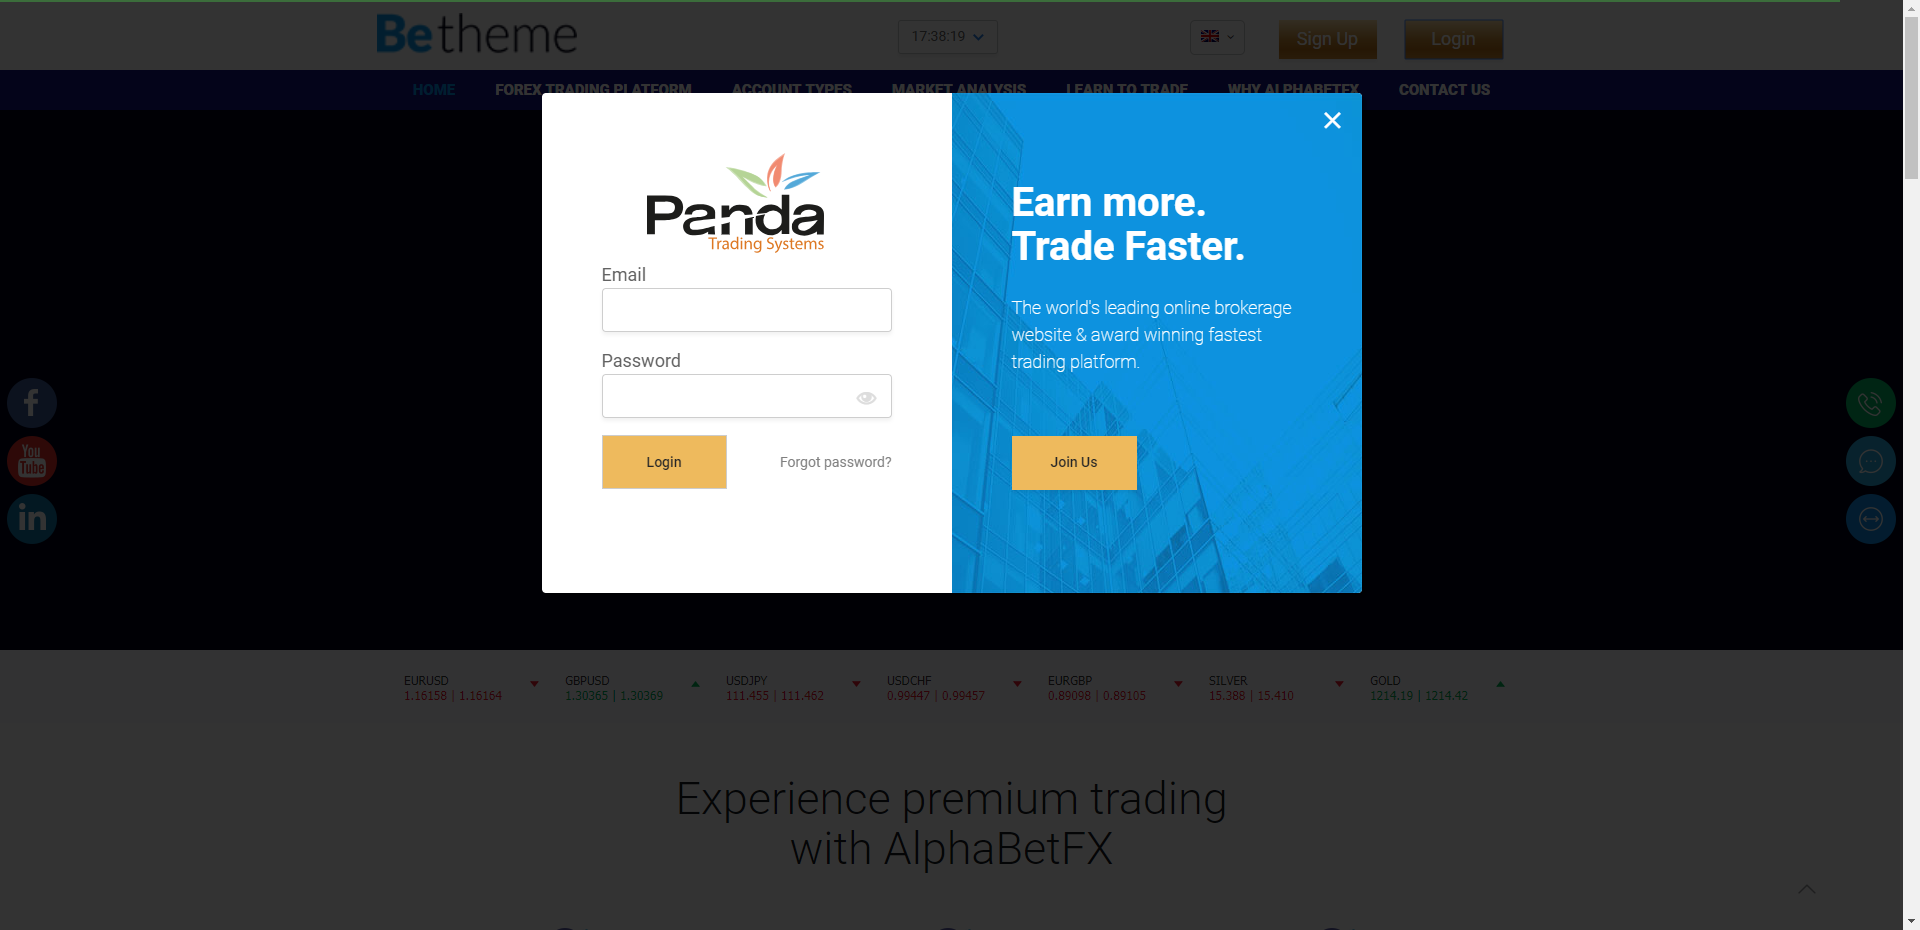 Betheme
17:38:19
Sign Up
Login
HOME
FOREX TRADING PLATFORM
ACCOUNT TYPES
MARKET ANALYSIS
LEARN TO TRADE
WHY ALPHABETFX
CONTACT US
Panda
Trading Systems
Email
Password
Login
Forgot password?
Earn more.
Trade Faster.
The world's leading online brokerage
website & award winning fastest
trading platform.
Join Us
You
Tube
in
EURUSD
1.16158 | 1.16164
GBPUSD
1.30365 | 1.30369
USDJPY
111.455 | 111.462
USDCHF
0.99447 | 0.99457
EURGBP
0.89098 | 0.89105
SILVER
15.388 | 15.410
GOLD
1214.19 | 1214.42
Experience premium trading
with AlphaBetFX